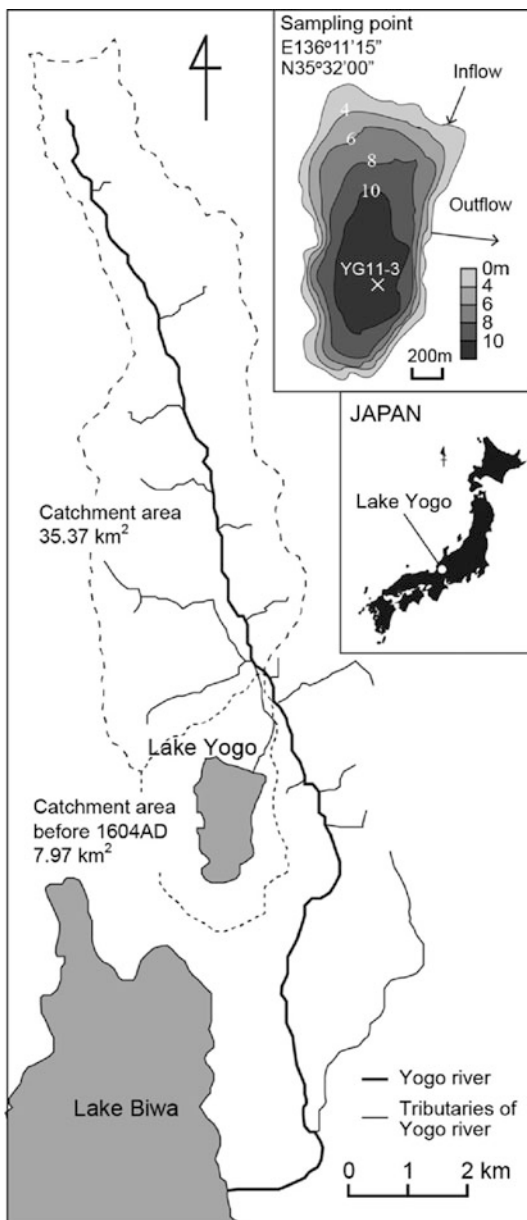 Sampling point
E136º11'15"
N35º32'00"
Inflow
4
6
8
10
Outflow
YG11-3
0m
4
6
8
10
200m
JAPAN
Lake Yogo
Catchment area
35.37 km²
Lake Yogo
Catchment area
before 1604AD
7.97 km²
Lake Biwa
Yogo river
Tributaries of
Yogo river
0 1 2 km